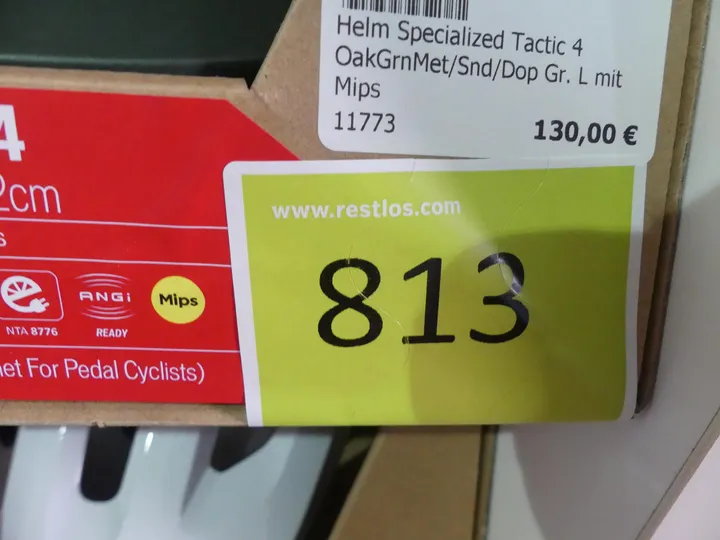 Helm Specialized Tactic 4
OakGrnMet/Snd/Dop Gr. L mit
Mips
11773
130,00 €
4
2cm
www.restlos.com
813
ANGi
Mips
NTA 8776
READY
et For Pedal Cyclists)